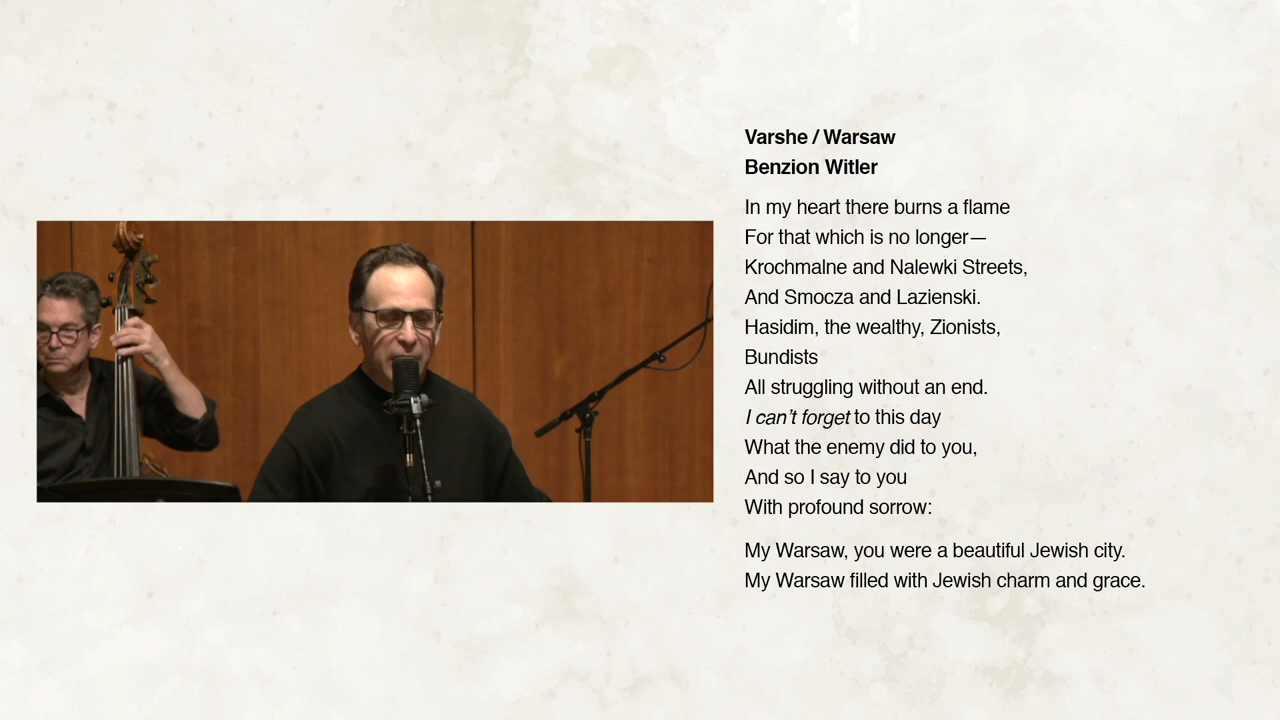 Varshe / Warsaw
Benzion Witler
In my heart there burns a flame
For that which is no longer—
Krochmalne and Nalewki Streets,
And Smocza and Lazienski.
Hasidim, the wealthy, Zionists,
Bundists
All struggling without an end.
I can’t forget to this day
What the enemy did to you,
And so I say to you
With profound sorrow:
My Warsaw, you were a beautiful Jewish city.
My Warsaw filled with Jewish charm and grace.